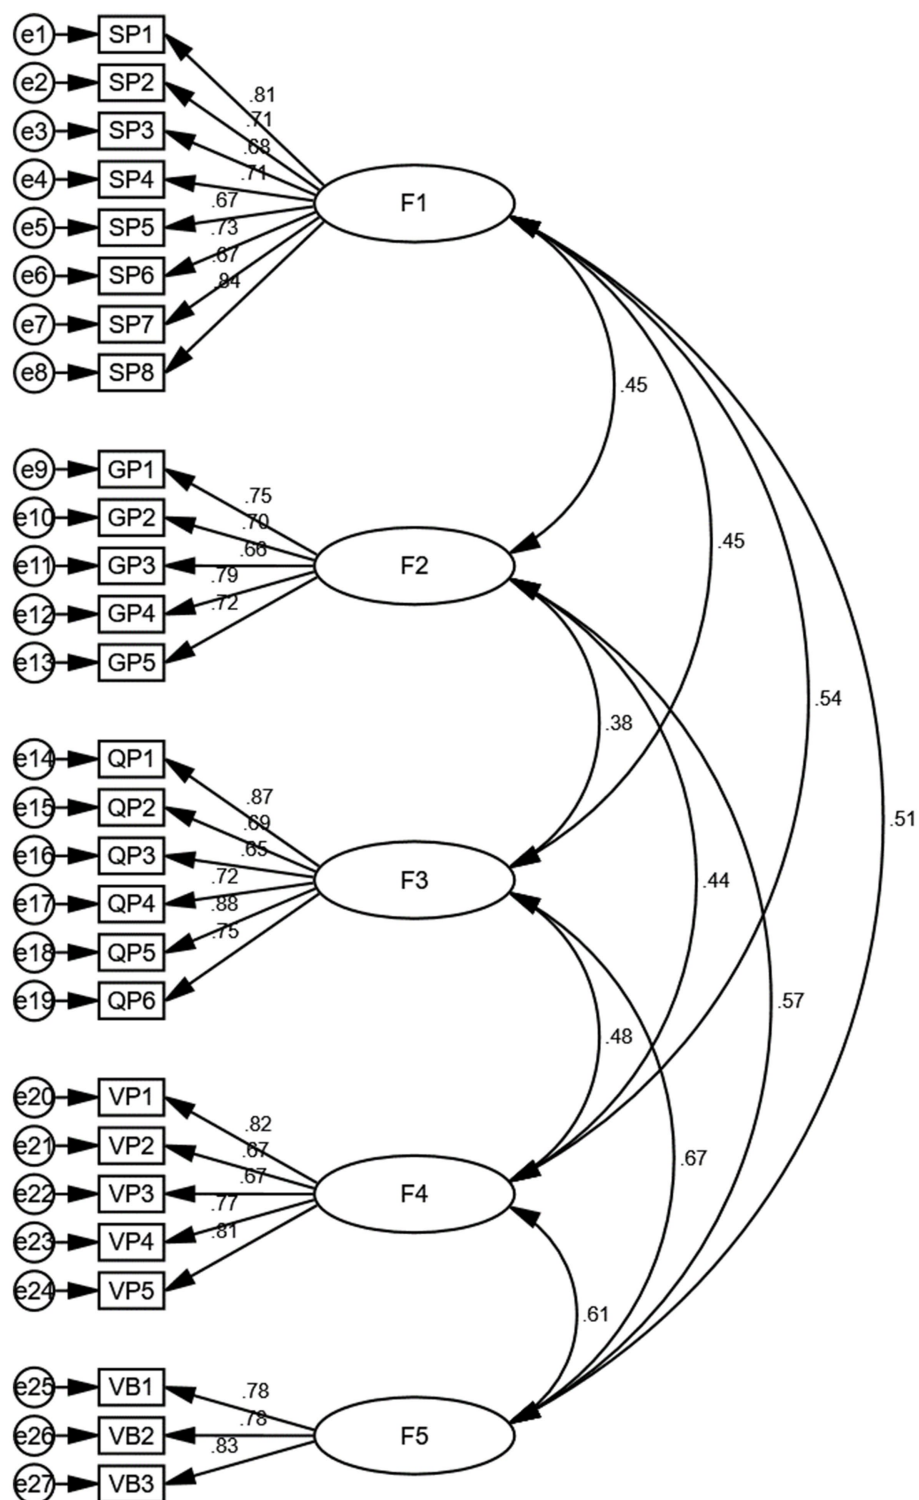 e1 SP1
e2 SP2
.81
.71
e3 SP3
.68
e4 SP4
.71
.67
F1
e5 SP5
.73
.67
e6 SP6
.84
e7 SP7
e8 SP8
.45
e9 GP1
.75
e10 GP2
.70
.45
.66
e11 GP3
F2
.79
.72
e12 GP4
e13 GP5
.54
.38
e14 QP1
.87
e15 QP2
.51
.69
.65
e16 QP3
.72
F3
.44
e17 QP4
.88
.75
e18 QP5
e19 QP6
.57
.48
e20 VP1
.82
e21 VP2
.67
.67
.67
e22 VP3
F4
.77
.81
e23 VP4
e24 VP5
.61
e25 VB1
.78
.78
e26 VB2
F5
.83
e27 VB3